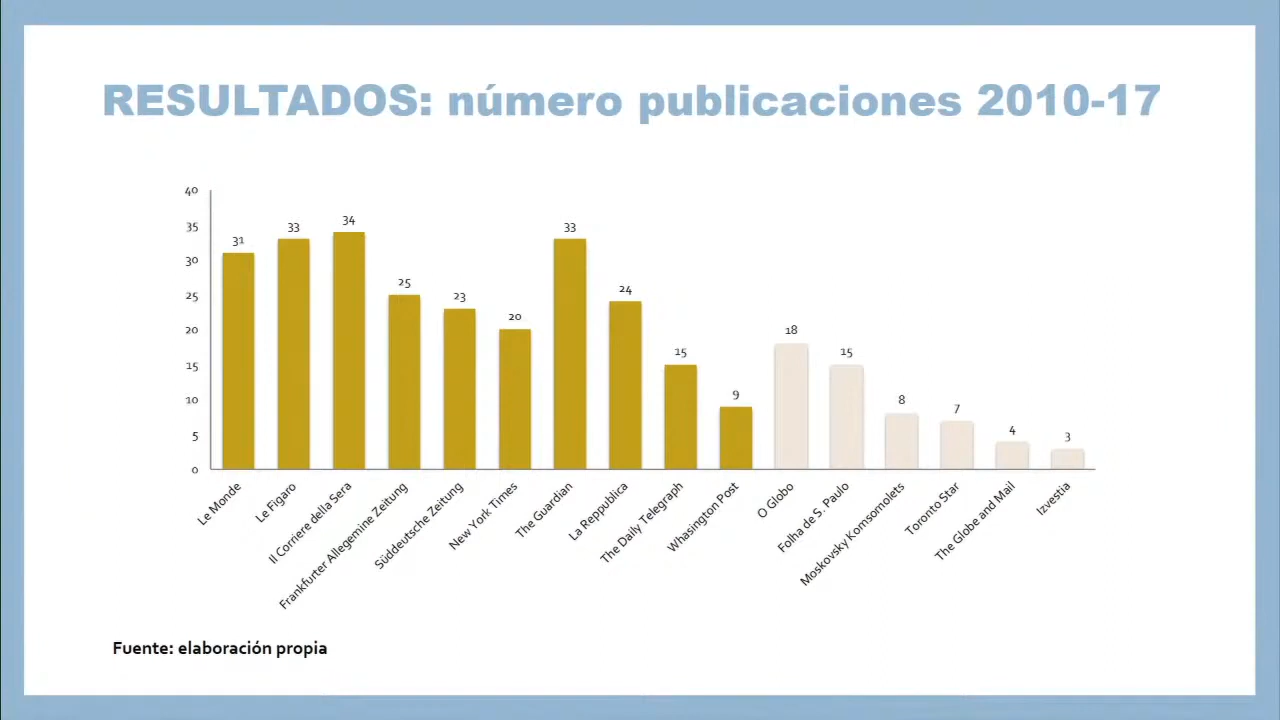 RESULTADOS: número publicaciones 2010-17
40
35
30
25
20
15
10
5
0
31
33
34
25
23
20
33
24
15
9
18
15
8
7
4
3
Le Monde
Le Figaro
Il Corriere della Sera
Frankfurter Allegemine Zeitung
Süddeutsche Zeitung
New York Times
The Guardian
La Reppublica
The Daily Telegraph
Whasington Post
O Globo
Folha de S. Paulo
Moskovsky Komsomolets
Toronto Star
The Globe and Mail
Izvestia
Fuente: elaboración propia